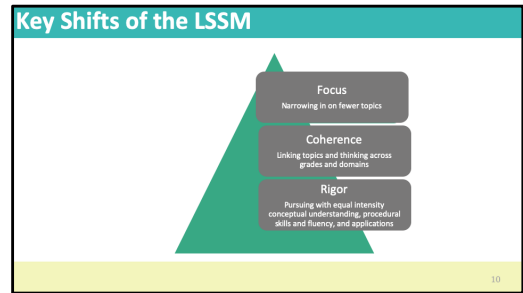 Key Shifts of the LSSM
Focus
Narrowing in on fewer topics
Coherence
Linking topics and thinking across
grades and domains
Rigor
Pursuing with equal intensity
conceptual understanding, procedural
skills and fluency, and applications
10